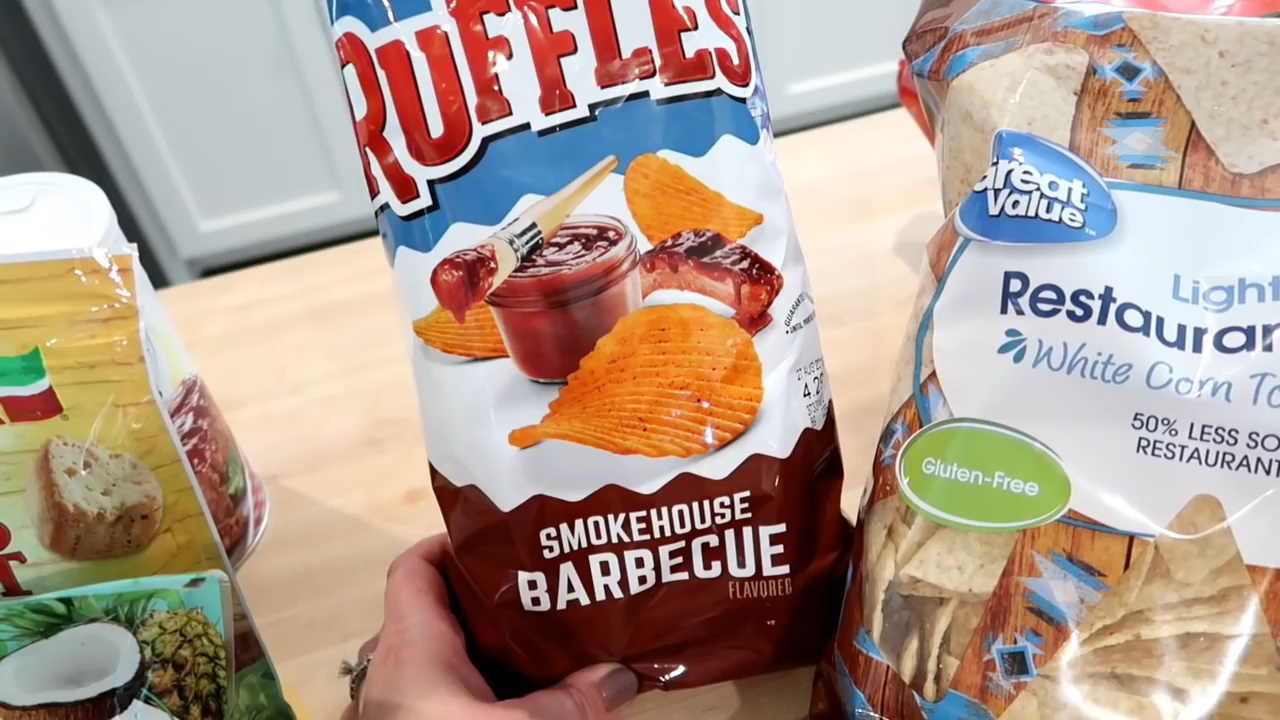 RUFFLES
SMOKEHOUSE
BARBECUE
FLAVORED
Great
Value
Light
Restauran
White Corn To
50% LESS SO
RESTAURANT
Gluten-Free